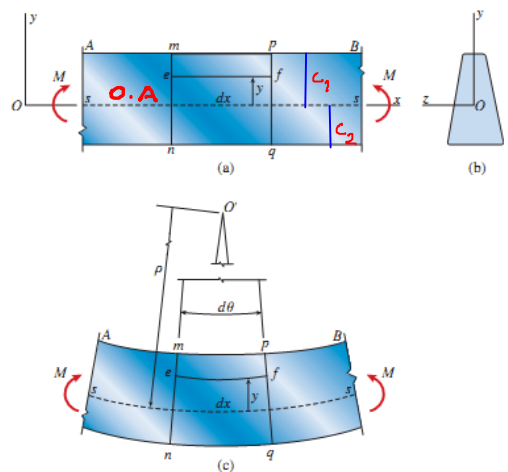 y
y
A m p B
e f C₁
M M
O s O.A dx y s x z O
C₂
n q
(a) (b)
O'
ρ
dθ
A m p B
e f
M M
s dx y s
n q
(c)